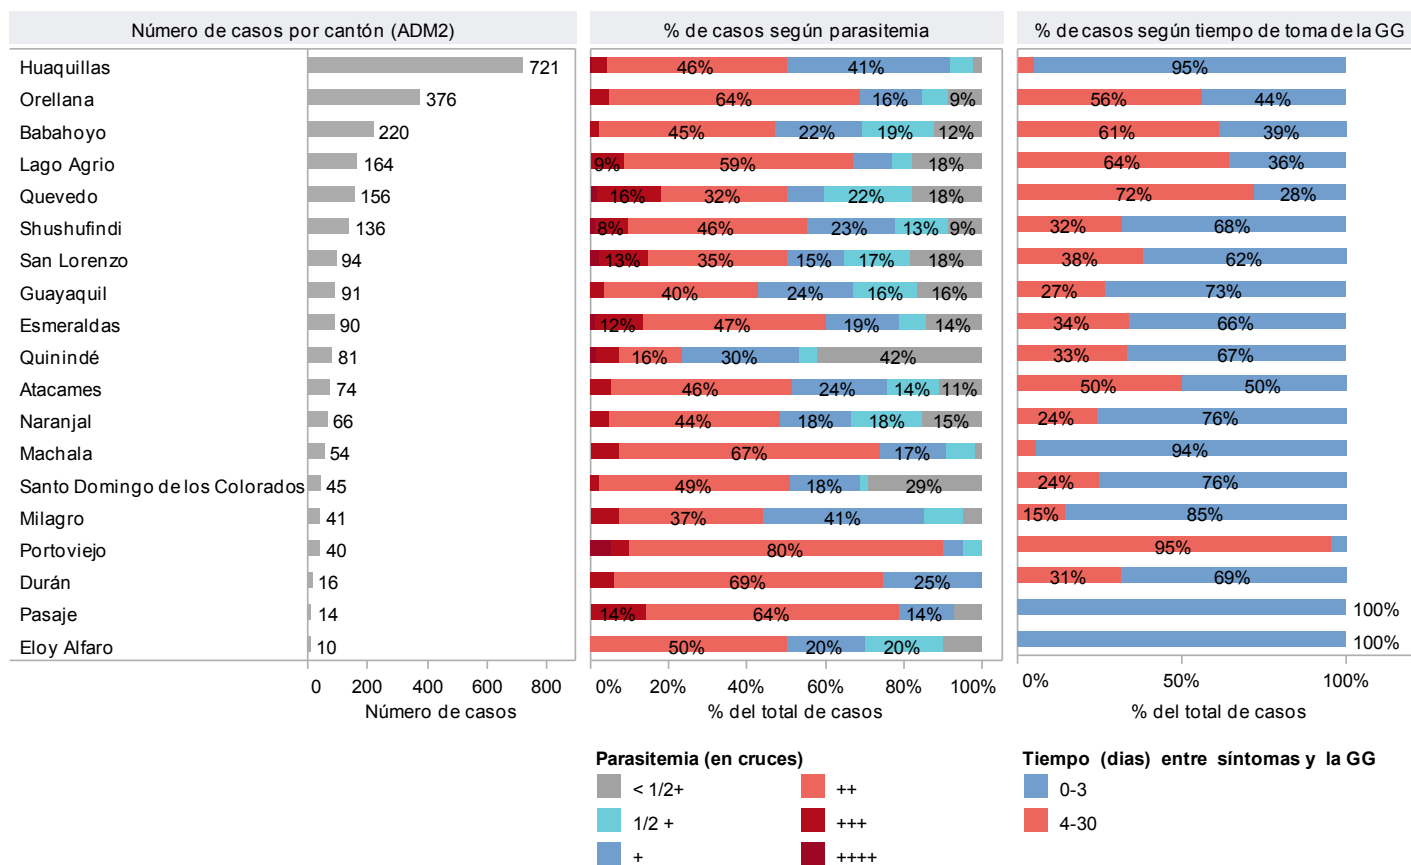 Número de casos por cantón (ADM2)
% de casos según parasitemia
% de casos según tiempo de toma de la GG
Huaquillas 721 46% 41% 95%
Orellana 376 64% 16% 9% 56% 44%
Babahoyo 220 45% 22% 19% 12% 61% 39%
Lago Agrio 164 9% 59% 18% 64% 36%
Quevedo 156 16% 32% 22% 18% 72% 28%
Shushufindi 136 8% 46% 23% 13% 9% 32% 68%
San Lorenzo 94 13% 35% 15% 17% 18% 38% 62%
Guayaquil 91 40% 24% 16% 16% 27% 73%
Esmeraldas 90 12% 47% 19% 14% 34% 66%
Quinindé 81 16% 30% 42% 33% 67%
Atacames 74 46% 24% 14% 11% 50% 50%
Naranjal 66 44% 18% 18% 15% 24% 76%
Machala 54 67% 17% 94%
Santo Domingo de los Colorados 45 49% 18% 29% 24% 76%
Milagro 41 37% 41% 15% 85%
Portoviejo 40 80% 95%
Durán 16 69% 25% 31% 69%
Pasaje 14 14% 64% 14% 100%
Eloy Alfaro 10 50% 20% 20% 100%
0 200 400 600 800
0% 20% 40% 60% 80% 100%
0% 50% 100%
Número de casos
% del total de casos
% del total de casos
Parasitemia (en cruces)
< 1/2+
1/2 +
+
++
+++
++++
Tiempo (dias) entre síntomas y la GG
0-3
4-30